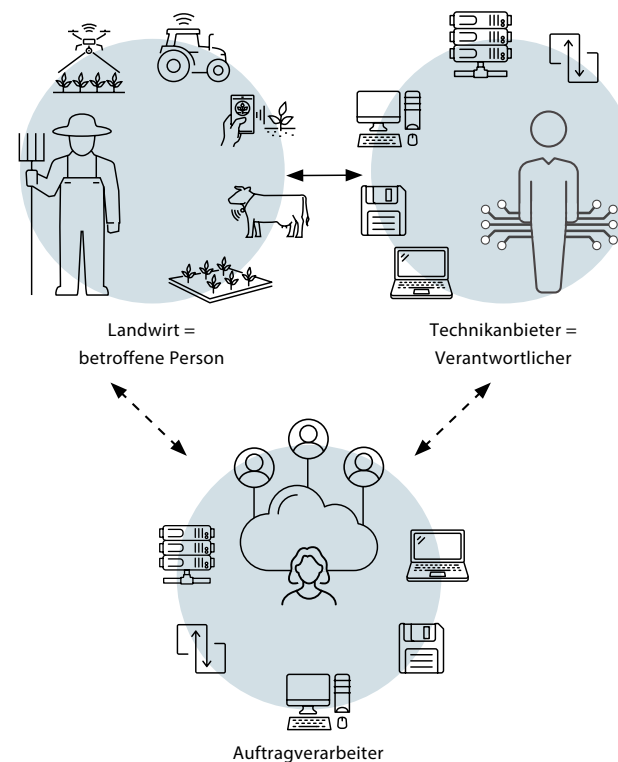 Landwirt =
betroffene Person
Technikanbieter =
Verantwortlicher
Auftragverarbeiter